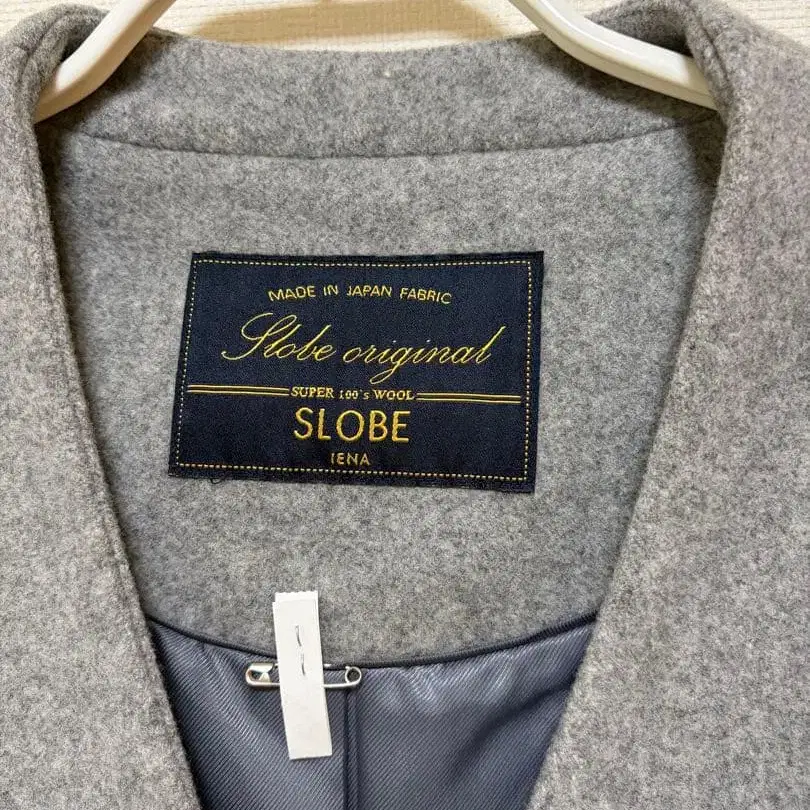 MADE IN JAPAN FABRIC
Slobe original
SUPER 100's WOOL
SLOBE
IENA